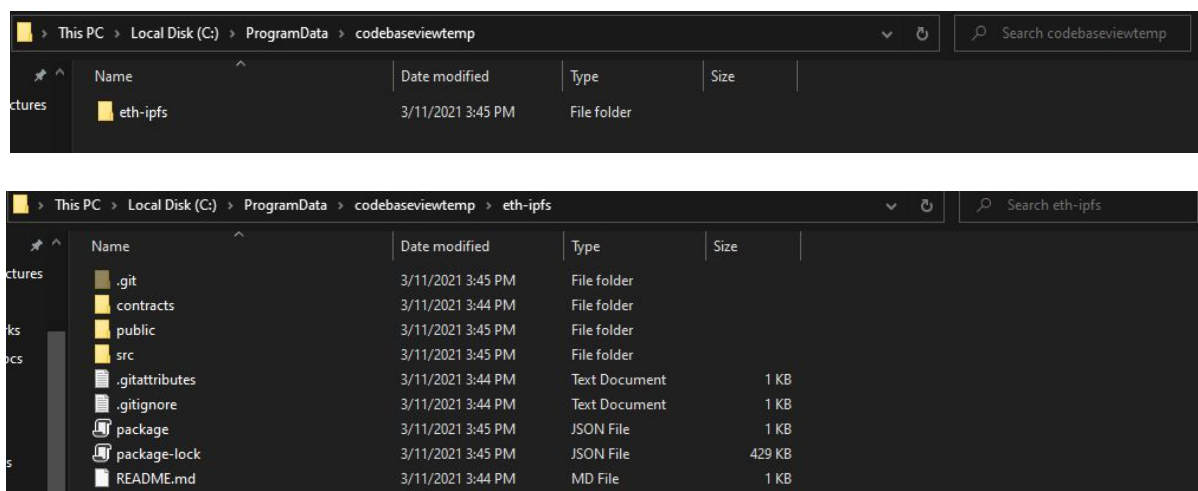 This PC > Local Disk (C:) > ProgramData > codebaseviewtemp Search codebaseviewtemp
Name Date modified Type Size
ctures
eth-ipfs 3/11/2021 3:45 PM File folder
This PC > Local Disk (C:) > ProgramData > codebaseviewtemp > eth-ipfs Search eth-ipfs
Name Date modified Type Size
ctures
.git 3/11/2021 3:45 PM File folder
contracts 3/11/2021 3:44 PM File folder
rks public 3/11/2021 3:45 PM File folder
ocs src 3/11/2021 3:45 PM File folder
.gitattributes 3/11/2021 3:44 PM Text Document 1 KB
.gitignore 3/11/2021 3:44 PM Text Document 1 KB
package 3/11/2021 3:45 PM JSON File 1 KB
s package-lock 3/11/2021 3:45 PM JSON File 429 KB
README.md 3/11/2021 3:44 PM MD File 1 KB